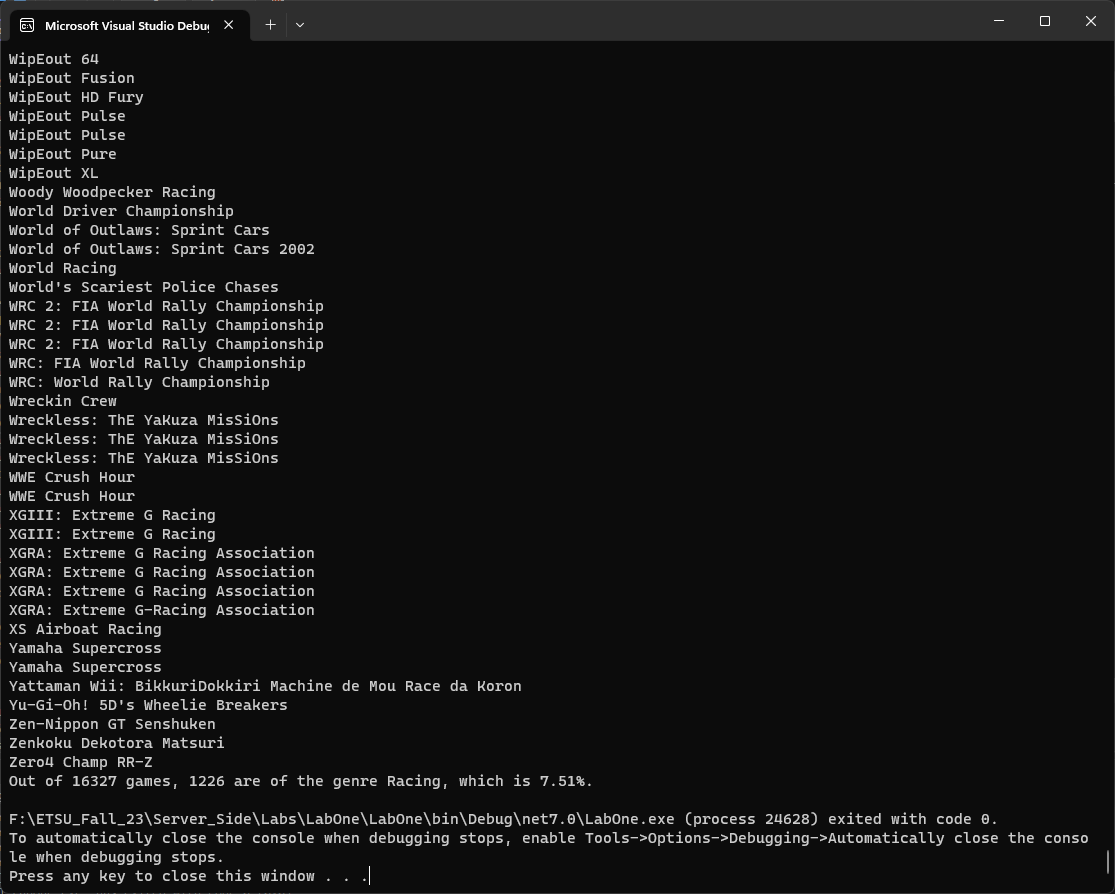 Microsoft Visual Studio Debug
WipEout 64
WipEout Fusion
WipEout HD Fury
WipEout Pulse
WipEout Pulse
WipEout Pure
WipEout XL
Woody Woodpecker Racing
World Driver Championship
World of Outlaws: Sprint Cars
World of Outlaws: Sprint Cars 2002
World Racing
World's Scariest Police Chases
WRC 2: FIA World Rally Championship
WRC 2: FIA World Rally Championship
WRC 2: FIA World Rally Championship
WRC: FIA World Rally Championship
WRC: World Rally Championship
Wreckin Crew
Wreckless: ThE YaKuza MisSiOns
Wreckless: ThE YaKuza MisSiOns
Wreckless: ThE YaKuza MisSiOns
WWE Crush Hour
WWE Crush Hour
XGIII: Extreme G Racing
XGIII: Extreme G Racing
XGRA: Extreme G Racing Association
XGRA: Extreme G Racing Association
XGRA: Extreme G Racing Association
XGRA: Extreme G-Racing Association
XS Airboat Racing
Yamaha Supercross
Yamaha Supercross
Yattaman Wii: BikkuriDokkiri Machine de Mou Race da Koron
Yu-Gi-Oh! 5D's Wheelie Breakers
Zen-Nippon GT Senshuken
Zenkoku Dekotora Matsuri
Zero4 Champ RR-Z
Out of 16327 games, 1226 are of the genre Racing, which is 7.51%.
F:\ETSU_Fall_23\Server_Side\Labs\LabOne\LabOne\bin\Debug\net7.0\LabOne.exe (process 24628) exited with code 0.
To automatically close the console when debugging stops, enable Tools->Options->Debugging->Automatically close the conso
le when debugging stops.
Press any key to close this window . . .